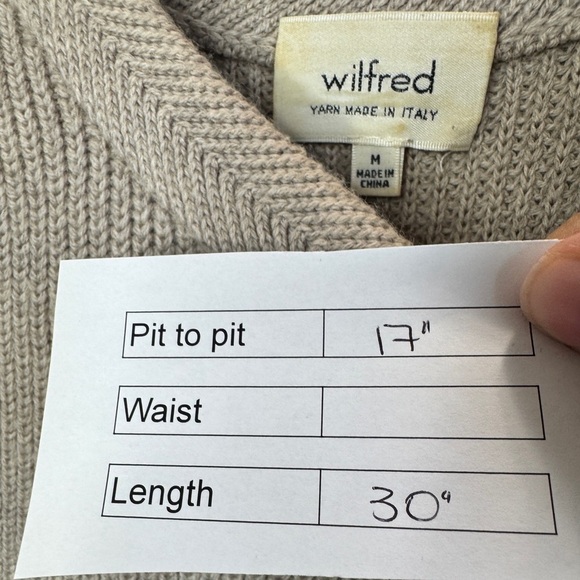 wilfred
YARN MADE IN ITALY
M
MADE IN
CHINA
Pit to pit 17"
Waist
Length 30"